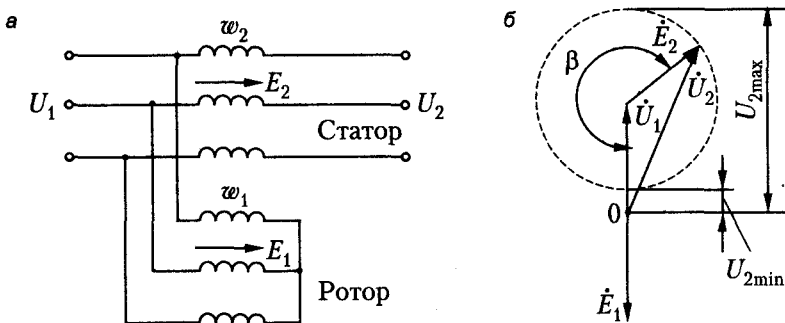 а
w₂
E₂
U₁
U₂
Статор
w₁
E₁
Ротор
б
Ė₂
β
U̇₂
U̇₁
U₂max
0
U₂min
Ė₁